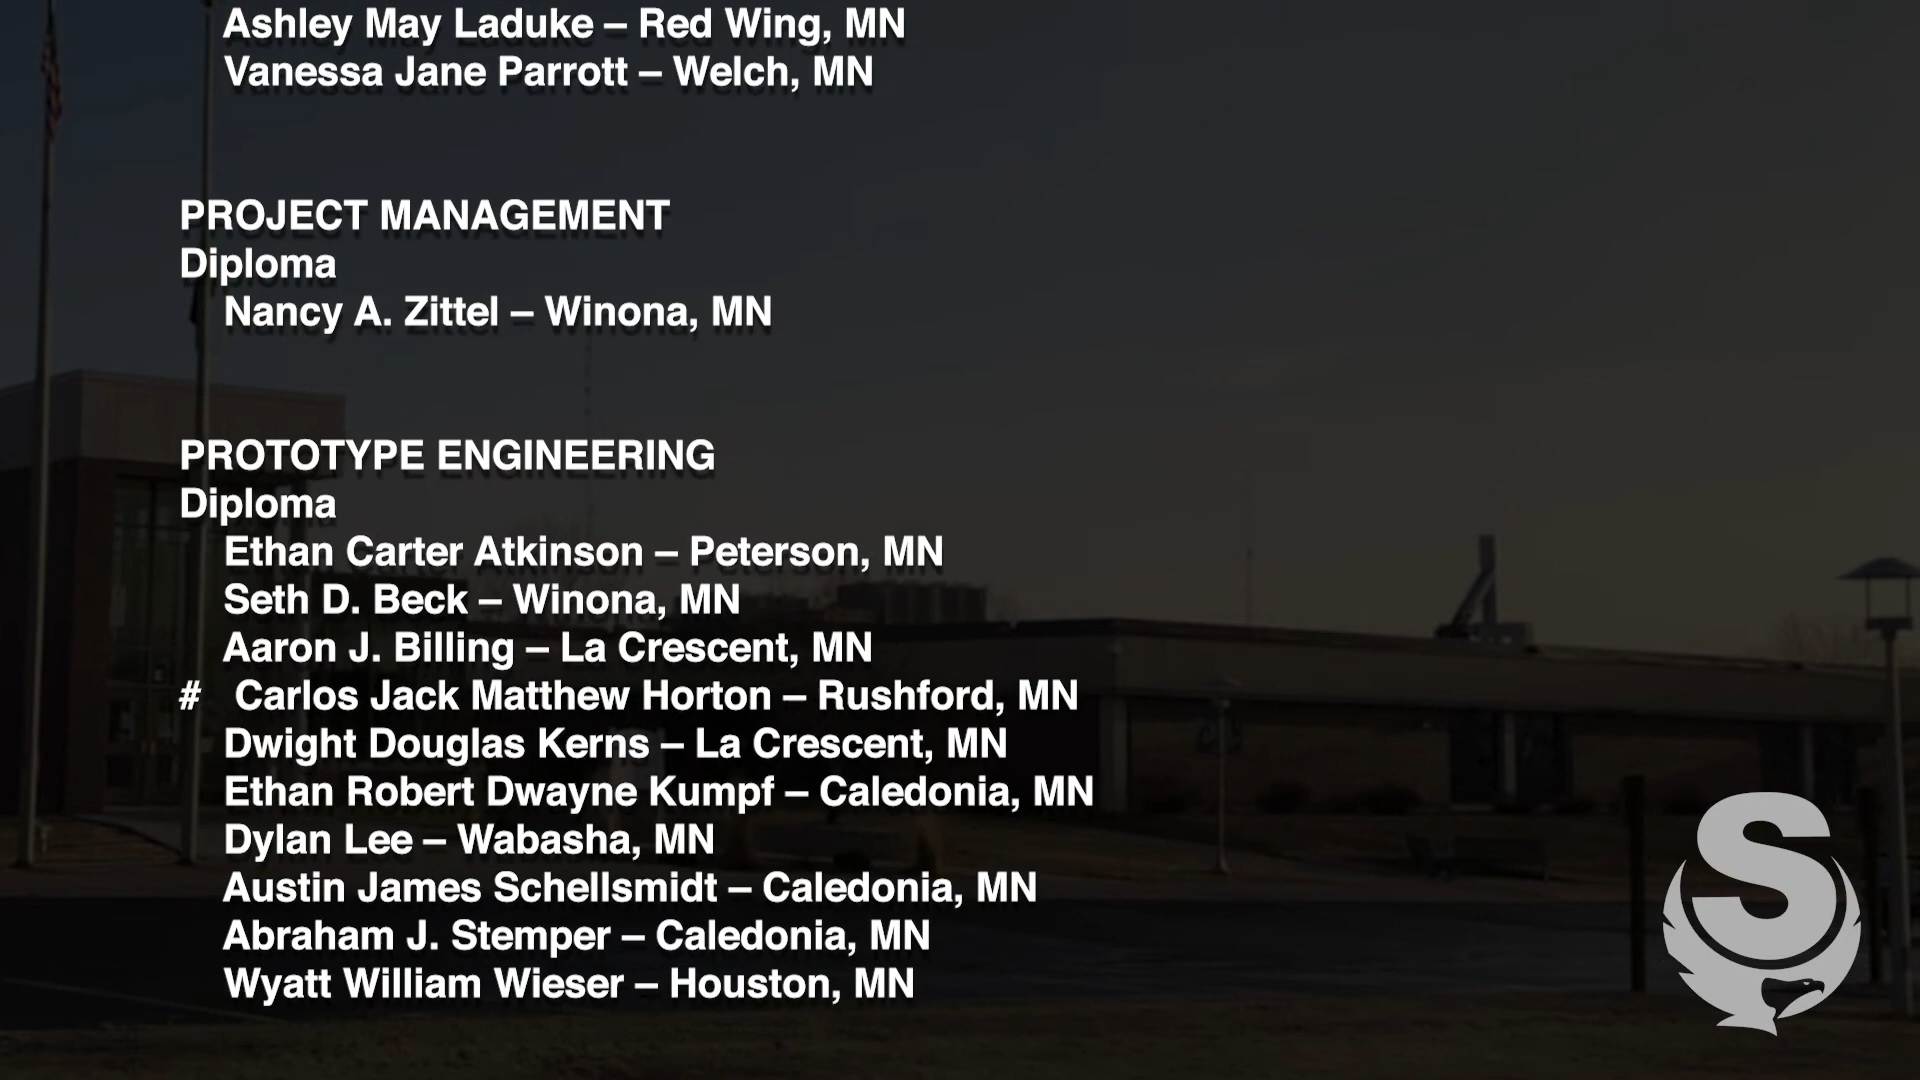 Ashley May Laduke – Red Wing, MN
Vanessa Jane Parrott – Welch, MN
PROJECT MANAGEMENT
Diploma
Nancy A. Zittel – Winona, MN
PROTOTYPE ENGINEERING
Diploma
Ethan Carter Atkinson – Peterson, MN
Seth D. Beck – Winona, MN
Aaron J. Billing – La Crescent, MN
# Carlos Jack Matthew Horton – Rushford, MN
Dwight Douglas Kerns – La Crescent, MN
Ethan Robert Dwayne Kumpf – Caledonia, MN
Dylan Lee – Wabasha, MN
Austin James Schellsmidt – Caledonia, MN
Abraham J. Stemper – Caledonia, MN
Wyatt William Wieser – Houston, MN
S